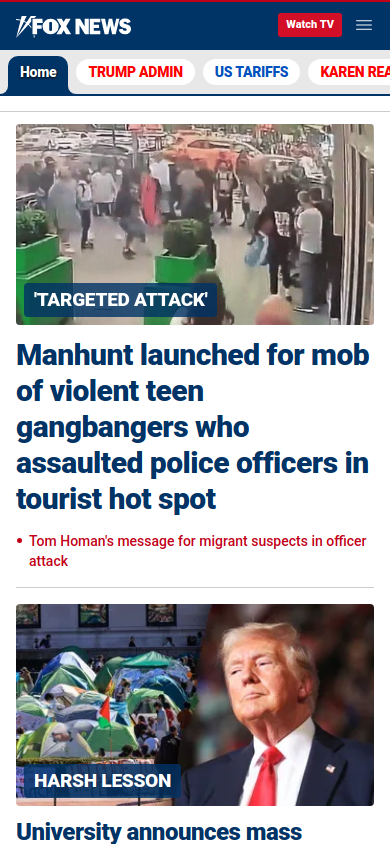 FOX NEWS
Watch TV
Home
TRUMP ADMIN
US TARIFFS
KAREN REA
'TARGETED ATTACK'
Manhunt launched for mob
of violent teen
gangbangers who
assaulted police officers in
tourist hot spot
Tom Homan's message for migrant suspects in officer
attack
HARSH LESSON
University announces mass